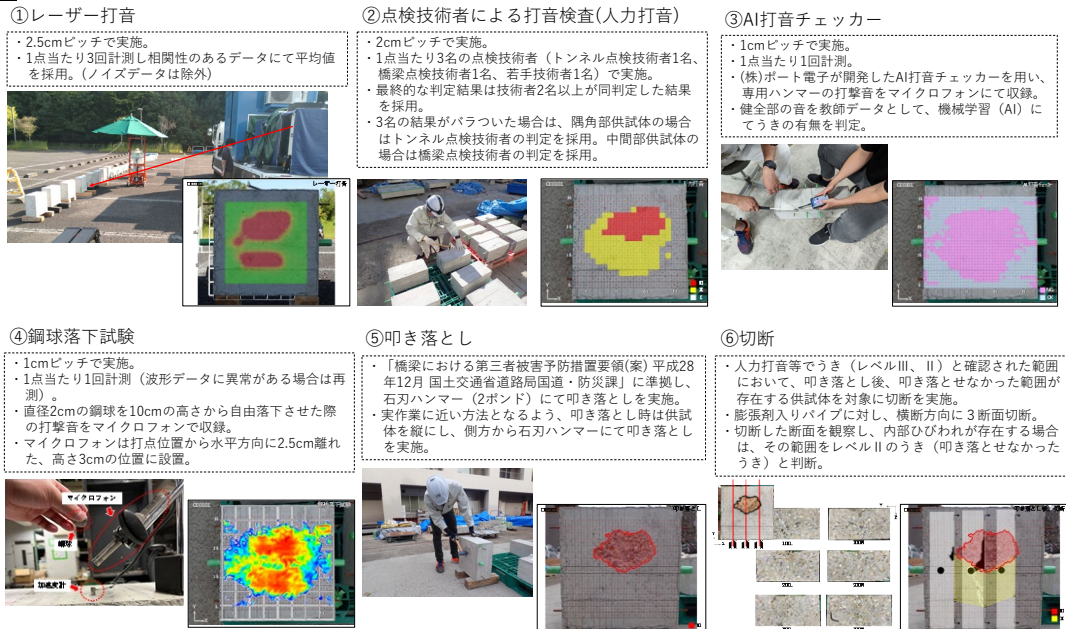 ①レーザー打音
・2.5cmピッチで実施。
・1点当たり3回計測し相関性のあるデータにて平均値
を採用。(ノイズデータは除外)
レーザー打音
②点検技術者による打音検査(人力打音)
・2cmピッチで実施。
・1点当たり3名の点検技術者（トンネル点検技術者1名、
橋梁点検技術者1名、若手技術者1名）で実施。
・最終的な判定結果は技術者2名以上が同判定した結果
を採用。
・3名の結果がバラついた場合は、隅角部供試体の場合
はトンネル点検技術者の判定を採用。中間部供試体の
場合は橋梁点検技術者の判定を採用。
人力打音
③AI打音チェッカー
・1cmピッチで実施。
・1点当たり1回計測。
・(株)ポート電子が開発したAI打音チェッカーを用い、
専用ハンマーの打撃音をマイクロフォンにて収録。
・健全部の音を教師データとして、機械学習（AI）に
てうきの有無を判定。
AI打音チェッカー
④鋼球落下試験
・1cmピッチで実施。
・1点当たり1回計測（波形データに異常がある場合は再
測）。
・直径2cmの鋼球を10cmの高さから自由落下させた際
の打撃音をマイクロフォンで収録。
・マイクロフォンは打点位置から水平方向に2.5cm離れ
た、高さ3cmの位置に設置。
マイクロフォン
鋼球
加速度計
鋼球落下試験
⑤叩き落とし
・「橋梁における第三者被害予防措置要領(案) 平成28
年12月 国土交通省道路局国道・防災課」に準拠し、
石刃ハンマー（2ポンド）にて叩き落としを実施。
・実作業に近い方法となるよう、叩き落とし時は供試
体を縦にし、側方から石刃ハンマーにて叩き落とし
を実施。
叩き落とし
⑥切断
・人力打音等でうき（レベルⅢ、Ⅱ）と確認された範囲
において、叩き落とし後、叩き落とせなかった範囲が
存在する供試体を対象に切断を実施。
・膨張剤入りパイプに対し、横断方向に３断面切断。
・切断した断面を観察し、内部ひびわれが存在する場合
は、その範囲をレベルⅡのうき（叩き落とせなかった
うき）と判断。